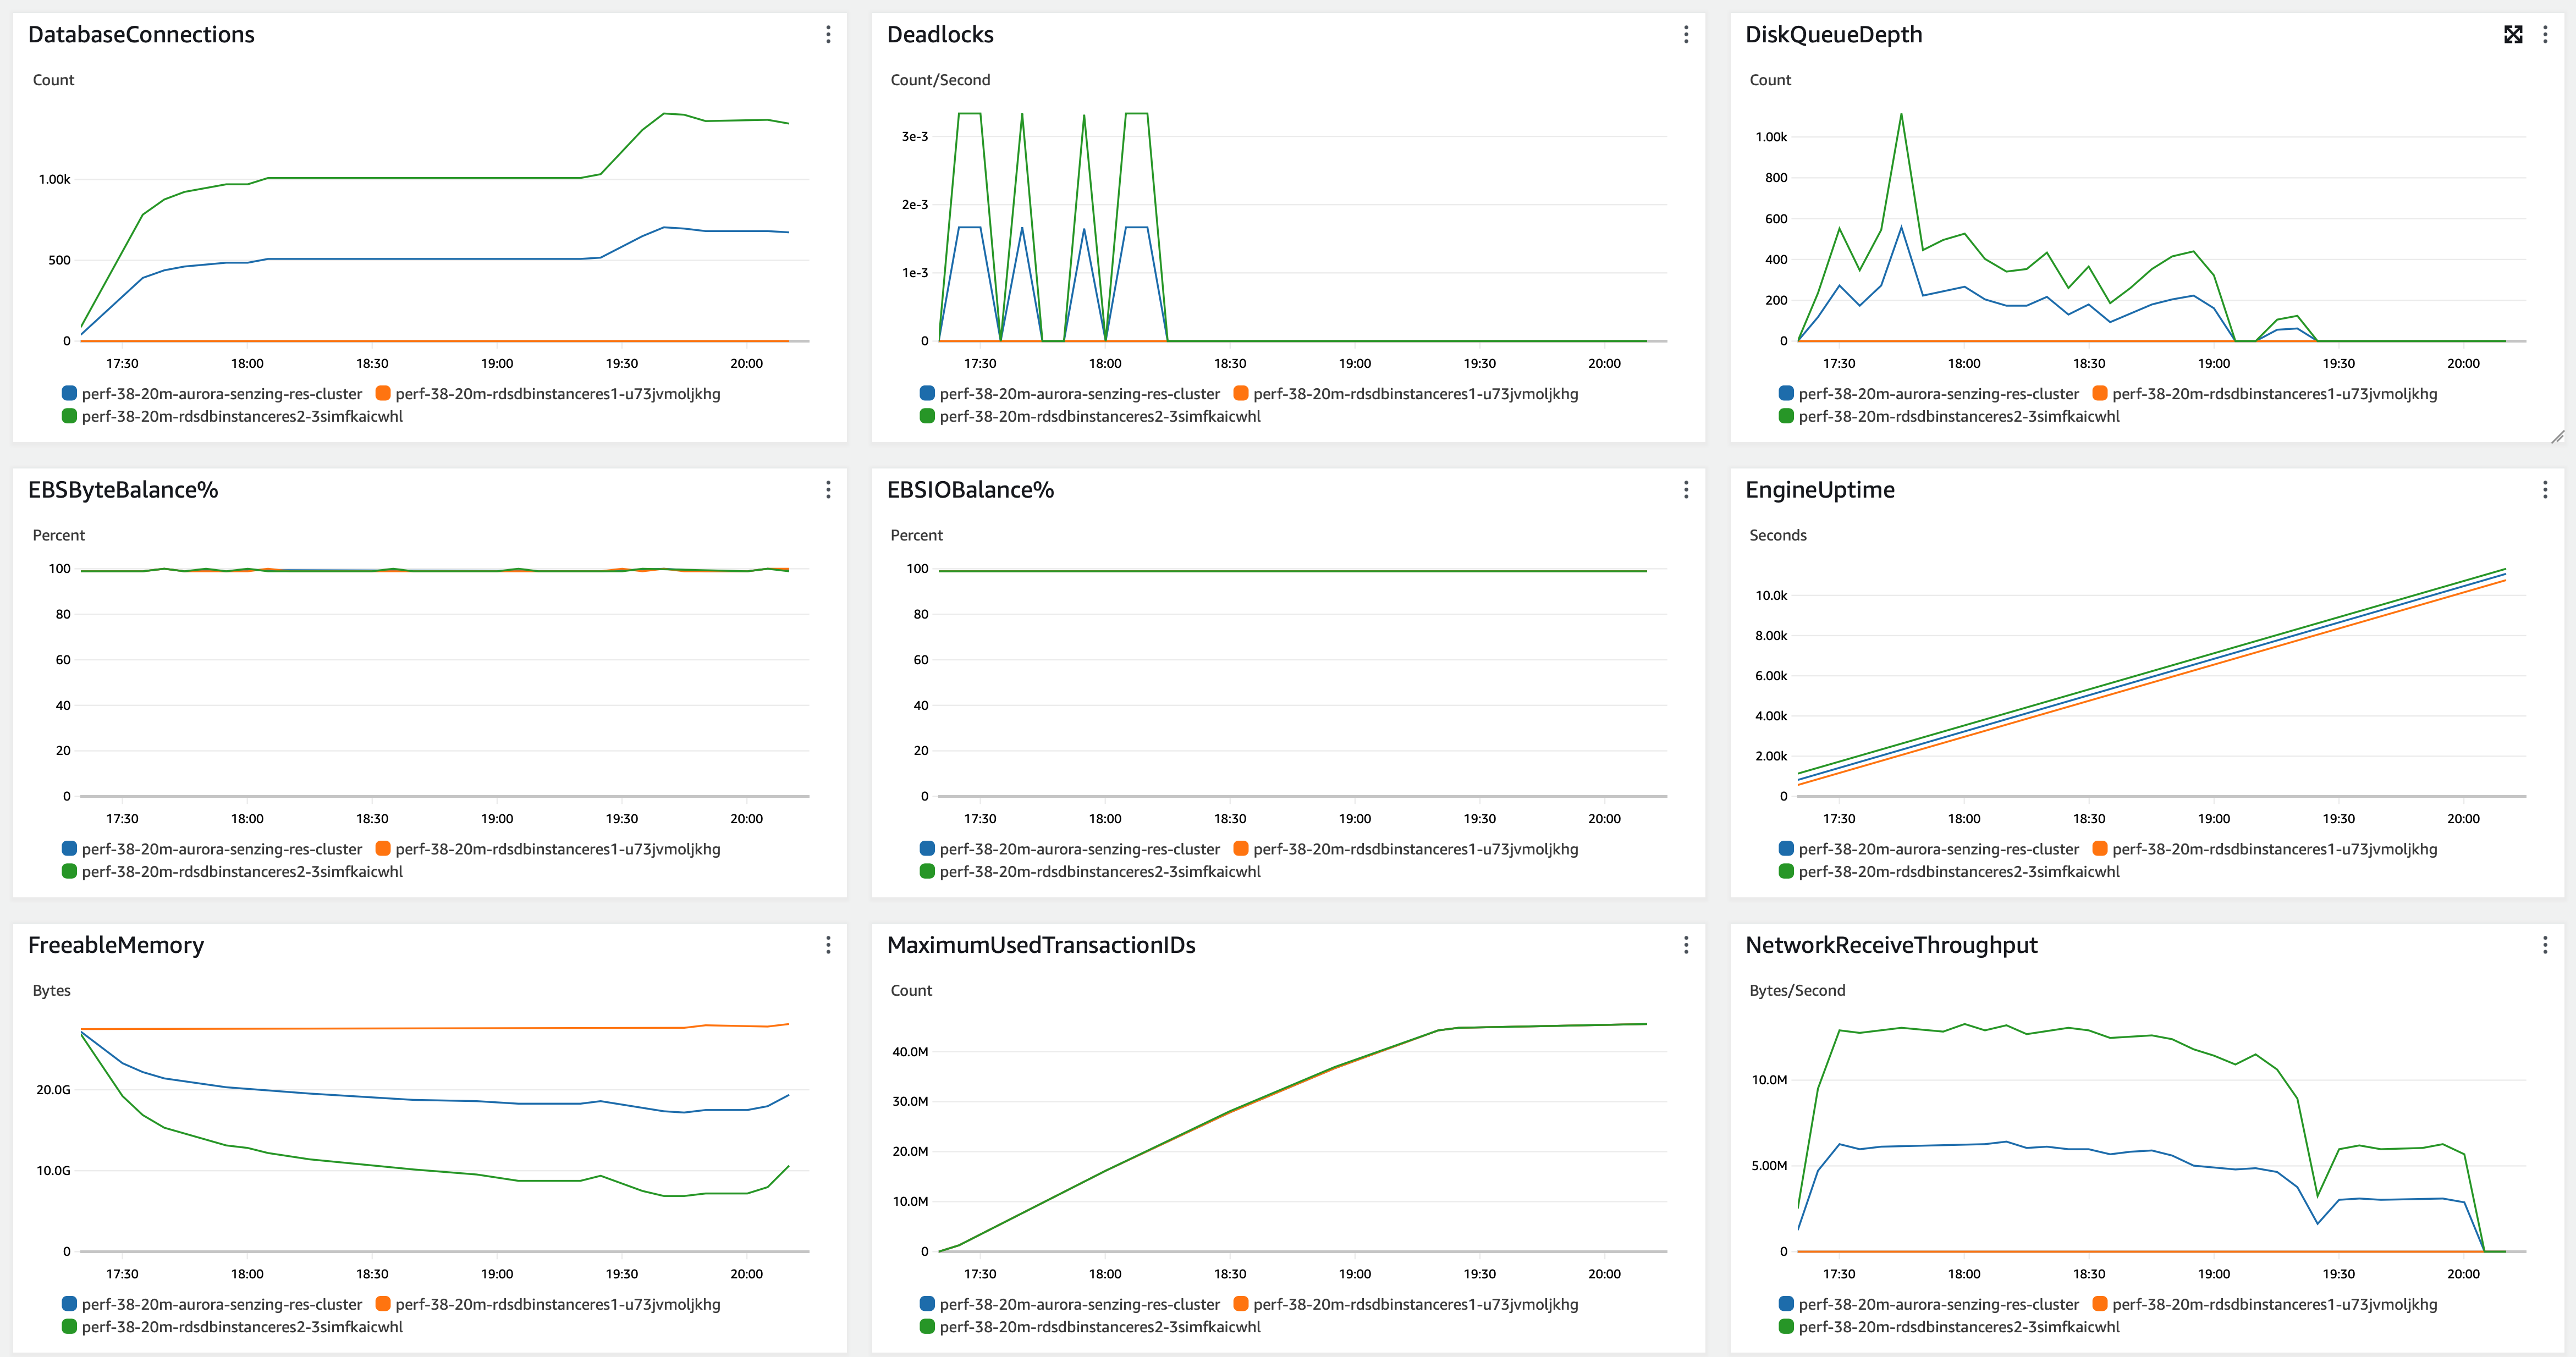 DatabaseConnections
Count
1.00k
500
0
17:30 18:00 18:30 19:00 19:30 20:00
perf-38-20m-aurora-senzing-res-cluster perf-38-20m-rdsdbinstanceres1-u73jvmoljkhg
perf-38-20m-rdsdbinstanceres2-3simfkaicwhl
Deadlocks
Count/Second
3e-3
2e-3
1e-3
0
17:30 18:00 18:30 19:00 19:30 20:00
perf-38-20m-aurora-senzing-res-cluster perf-38-20m-rdsdbinstanceres1-u73jvmoljkhg
perf-38-20m-rdsdbinstanceres2-3simfkaicwhl
DiskQueueDepth
Count
1.00k
800
600
400
200
0
17:30 18:00 18:30 19:00 19:30 20:00
perf-38-20m-aurora-senzing-res-cluster perf-38-20m-rdsdbinstanceres1-u73jvmoljkhg
perf-38-20m-rdsdbinstanceres2-3simfkaicwhl
EBSByteBalance%
Percent
100
80
60
40
20
0
17:30 18:00 18:30 19:00 19:30 20:00
perf-38-20m-aurora-senzing-res-cluster perf-38-20m-rdsdbinstanceres1-u73jvmoljkhg
perf-38-20m-rdsdbinstanceres2-3simfkaicwhl
EBSIOBalance%
Percent
100
80
60
40
20
0
17:30 18:00 18:30 19:00 19:30 20:00
perf-38-20m-aurora-senzing-res-cluster perf-38-20m-rdsdbinstanceres1-u73jvmoljkhg
perf-38-20m-rdsdbinstanceres2-3simfkaicwhl
EngineUptime
Seconds
10.0k
8.00k
6.00k
4.00k
2.00k
0
17:30 18:00 18:30 19:00 19:30 20:00
perf-38-20m-aurora-senzing-res-cluster perf-38-20m-rdsdbinstanceres1-u73jvmoljkhg
perf-38-20m-rdsdbinstanceres2-3simfkaicwhl
FreeableMemory
Bytes
20.0G
10.0G
0
17:30 18:00 18:30 19:00 19:30 20:00
perf-38-20m-aurora-senzing-res-cluster perf-38-20m-rdsdbinstanceres1-u73jvmoljkhg
perf-38-20m-rdsdbinstanceres2-3simfkaicwhl
MaximumUsedTransactionIDs
Count
40.0M
30.0M
20.0M
10.0M
0
17:30 18:00 18:30 19:00 19:30 20:00
perf-38-20m-aurora-senzing-res-cluster perf-38-20m-rdsdbinstanceres1-u73jvmoljkhg
perf-38-20m-rdsdbinstanceres2-3simfkaicwhl
NetworkReceiveThroughput
Bytes/Second
10.0M
5.00M
0
17:30 18:00 18:30 19:00 19:30 20:00
perf-38-20m-aurora-senzing-res-cluster perf-38-20m-rdsdbinstanceres1-u73jvmoljkhg
perf-38-20m-rdsdbinstanceres2-3simfkaicwhl